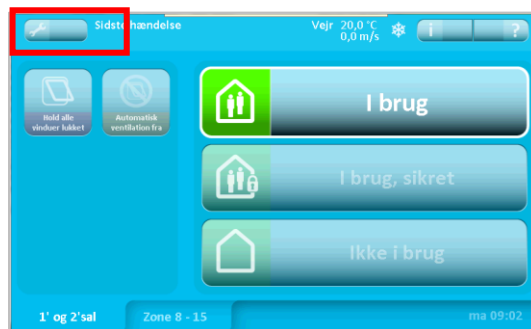 Sidste hændelse
Vejr 20,0 °C
0,0 m/s
i
?
Hold alle
vinduer lukket
Automatisk
ventilation fra
I brug
I brug, sikret
Ikke i brug
1' og 2'sal
Zone 8 - 15
ma 09:02